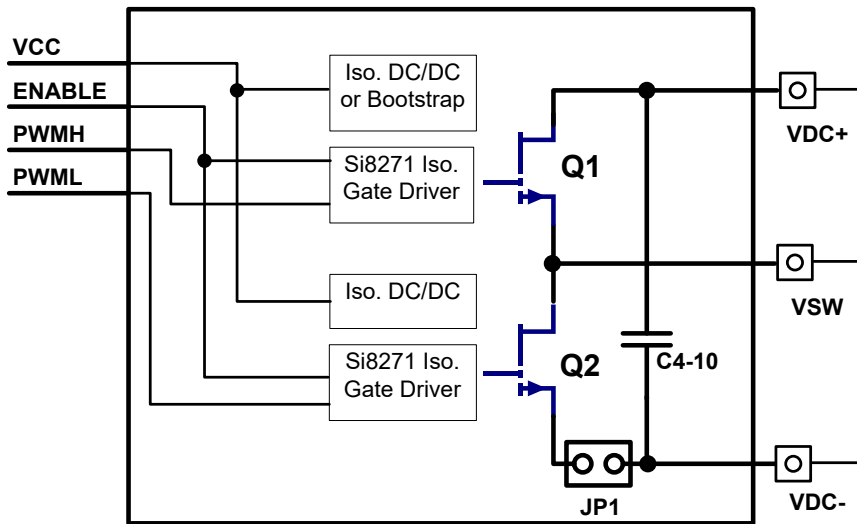 VCC
ENABLE
PWMH
PWML
Iso. DC/DC
or Bootstrap
Si8271 Iso.
Gate Driver
Q1
VDC+
Iso. DC/DC
VSW
Si8271 Iso.
Gate Driver
Q2
C4-10
JP1
VDC-